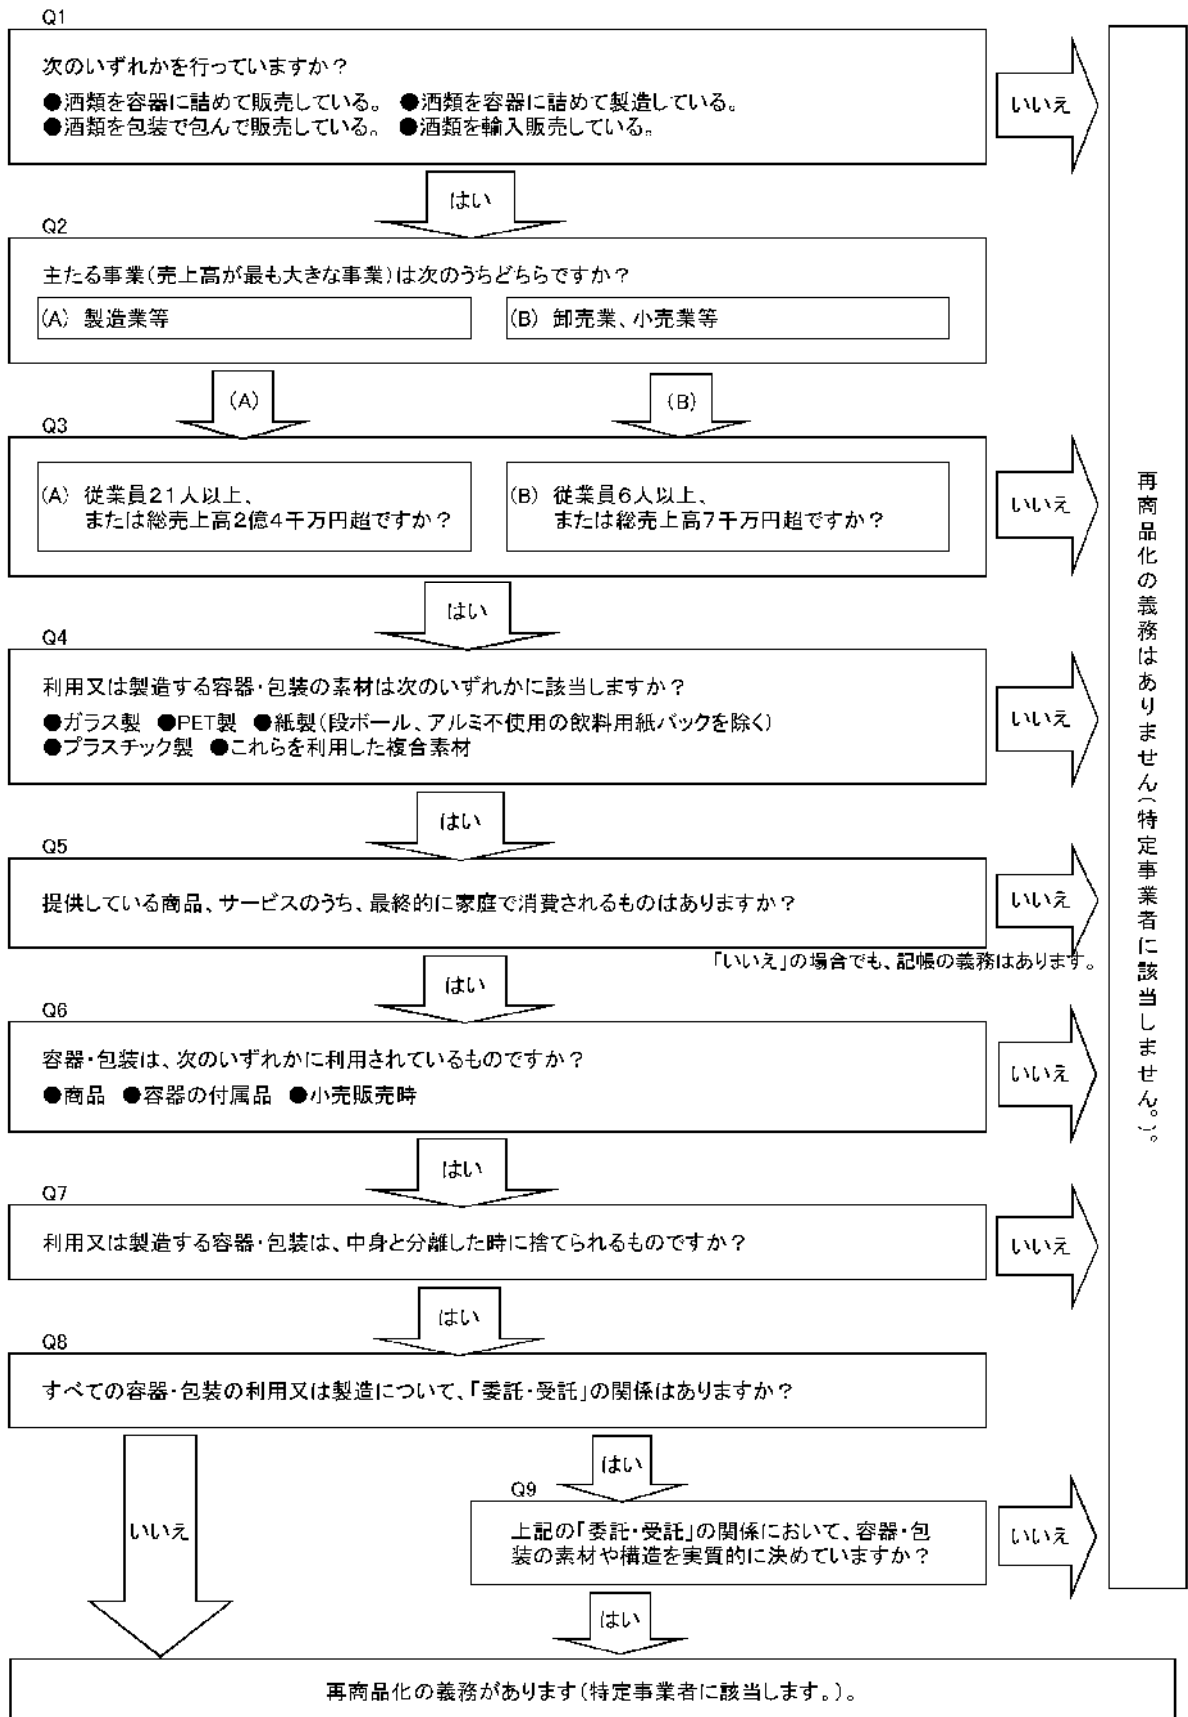 Q1
次のいずれかを行っていますか？
●酒類を容器に詰めて販売している。 ●酒類を容器に詰めて製造している。
●酒類を包装で包んで販売している。 ●酒類を輸入販売している。
いいえ
はい
Q2
主たる事業(売上高が最も大きな事業)は次のうちどちらですか？
(A) 製造業等
(B) 卸売業、小売業等
(A)
(B)
Q3
(A) 従業員21人以上、
または総売上高2億4千万円超ですか？
(B) 従業員6人以上、
または総売上高7千万円超ですか？
いいえ
はい
Q4
利用又は製造する容器・包装の素材は次のいずれかに該当しますか？
●ガラス製 ●PET製 ●紙製(段ボール、アルミ不使用の飲料用紙パックを除く)
●プラスチック製 ●これらを利用した複合素材
いいえ
はい
Q5
提供している商品、サービスのうち、最終的に家庭で消費されるものはありますか？
いいえ
「いいえ」の場合でも、記帳の義務はあります。
はい
Q6
容器・包装は、次のいずれかに利用されているものですか？
●商品 ●容器の付属品 ●小売販売時
いいえ
はい
Q7
利用又は製造する容器・包装は、中身と分離した時に捨てられるものですか？
いいえ
はい
Q8
すべての容器・包装の利用又は製造について、「委託・受託」の関係はありますか？
いいえ
はい
Q9
上記の「委託・受託」の関係において、容器・包
装の素材や構造を実質的に決めていますか？
いいえ
はい
再商品化の義務はありません(特定事業者に該当しません。)。
再商品化の義務があります(特定事業者に該当します。)。